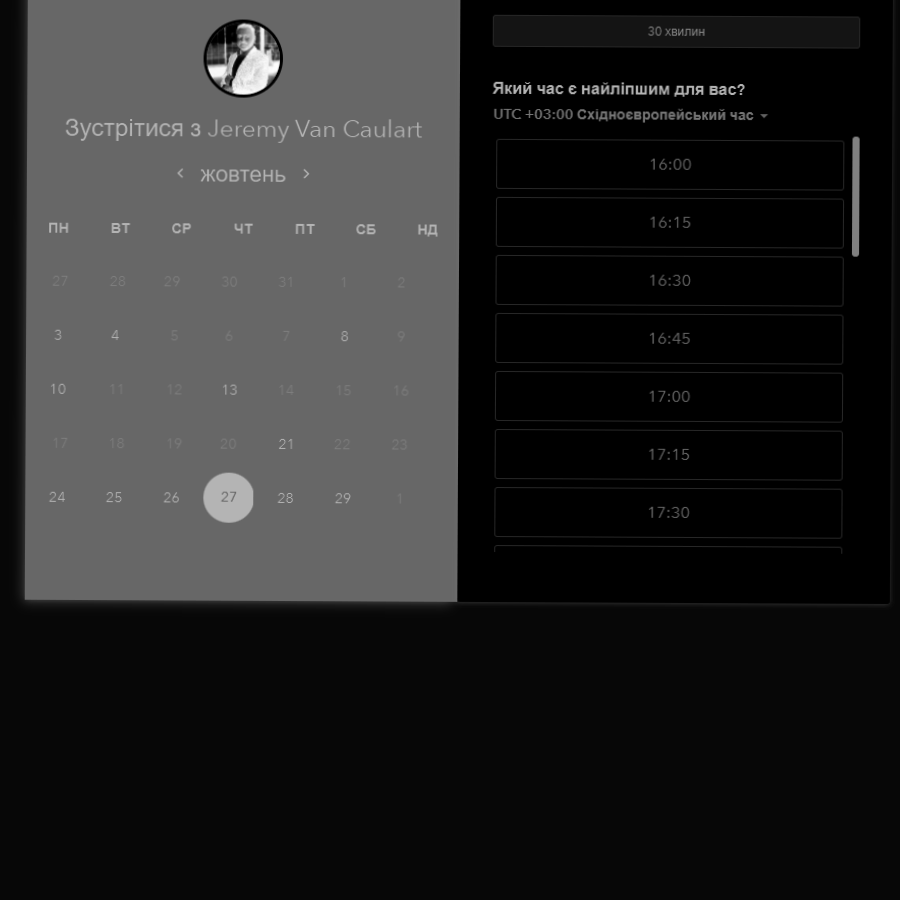 Зустрітися з Jeremy Van Caulart
жовтень
ПН ВТ СР ЧТ ПТ СБ НД
27 28 29 30 31 1 2
3 4 5 6 7 8 9
10 11 12 13 14 15 16
17 18 19 20 21 22 23
24 25 26 27 28 29 1
30 хвилин
Який час є найліпшим для вас?
UTC +03:00 Східноєвропейський час
16:00
16:15
16:30
16:45
17:00
17:15
17:30